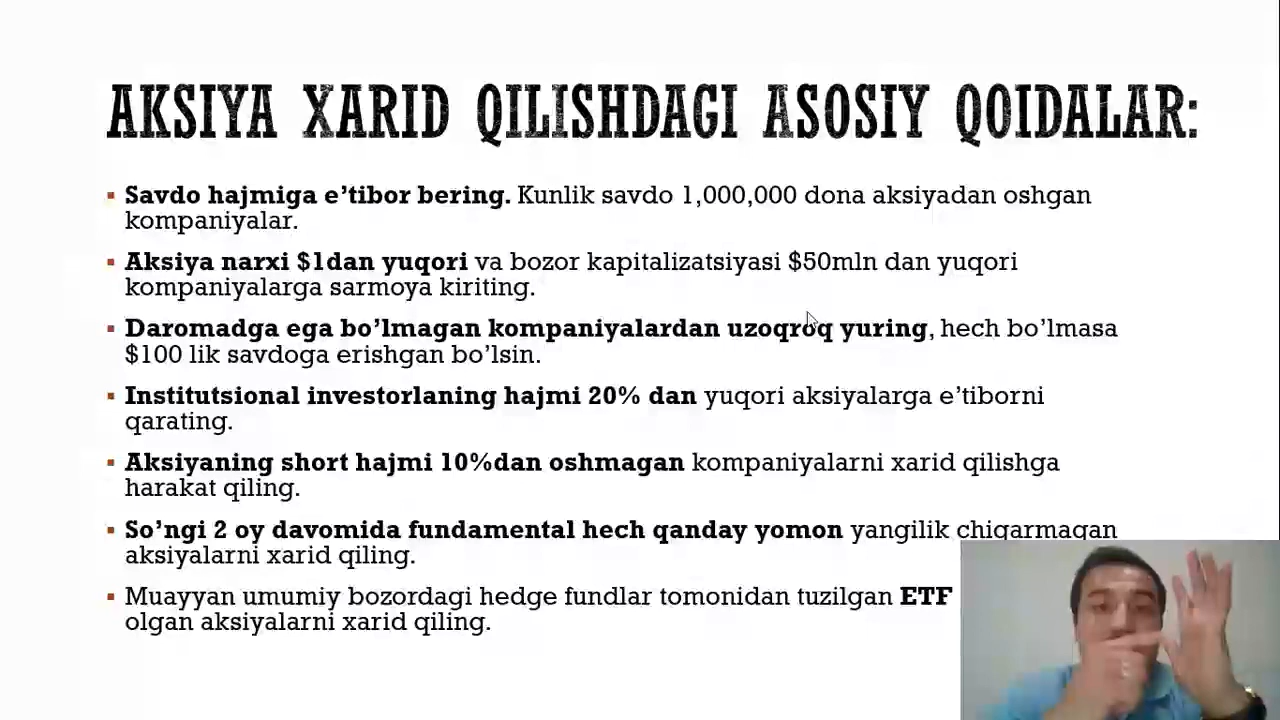 AKSIYA XARID QILISHDAGI ASOSIY QOIDALAR:
Savdo hajmiga e'tibor bering. Kunlik savdo 1,000,000 dona aksiyadan oshgan
kompaniyalar.
Aksiya narxi $1dan yuqori va bozor kapitalizatsiyasi $50mln dan yuqori
kompaniyalarga sarmoya kiriting.
Daromadga ega bo'lmagan kompaniyalardan uzoqroq yuring, hech bo'lmasa
$100 lik savdoga erishgan bo'lsin.
Institutsional investorlaning hajmi 20% dan yuqori aksiyalarga e'tiborni
qarating.
Aksiyaning short hajmi 10%dan oshmagan kompaniyalarni xarid qilishga
harakat qiling.
So'ngi 2 oy davomida fundamental hech qanday yomon yangilik chiqarmagan
aksiyalarni xarid qiling.
Muayyan umumiy bozordagi hedge fundlar tomonidan tuzilgan ETF
olgan aksiyalarni xarid qiling.